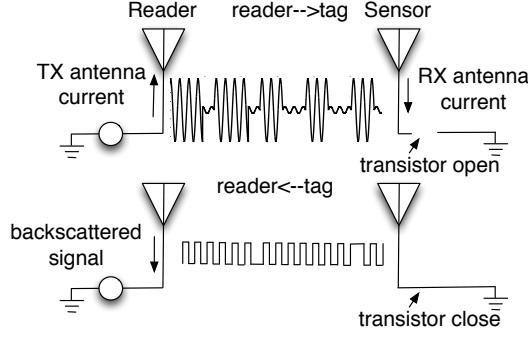 Reader
reader-->tag
Sensor
TX antenna
current
RX antenna
current
transistor open
reader<--tag
backscattered
signal
transistor close